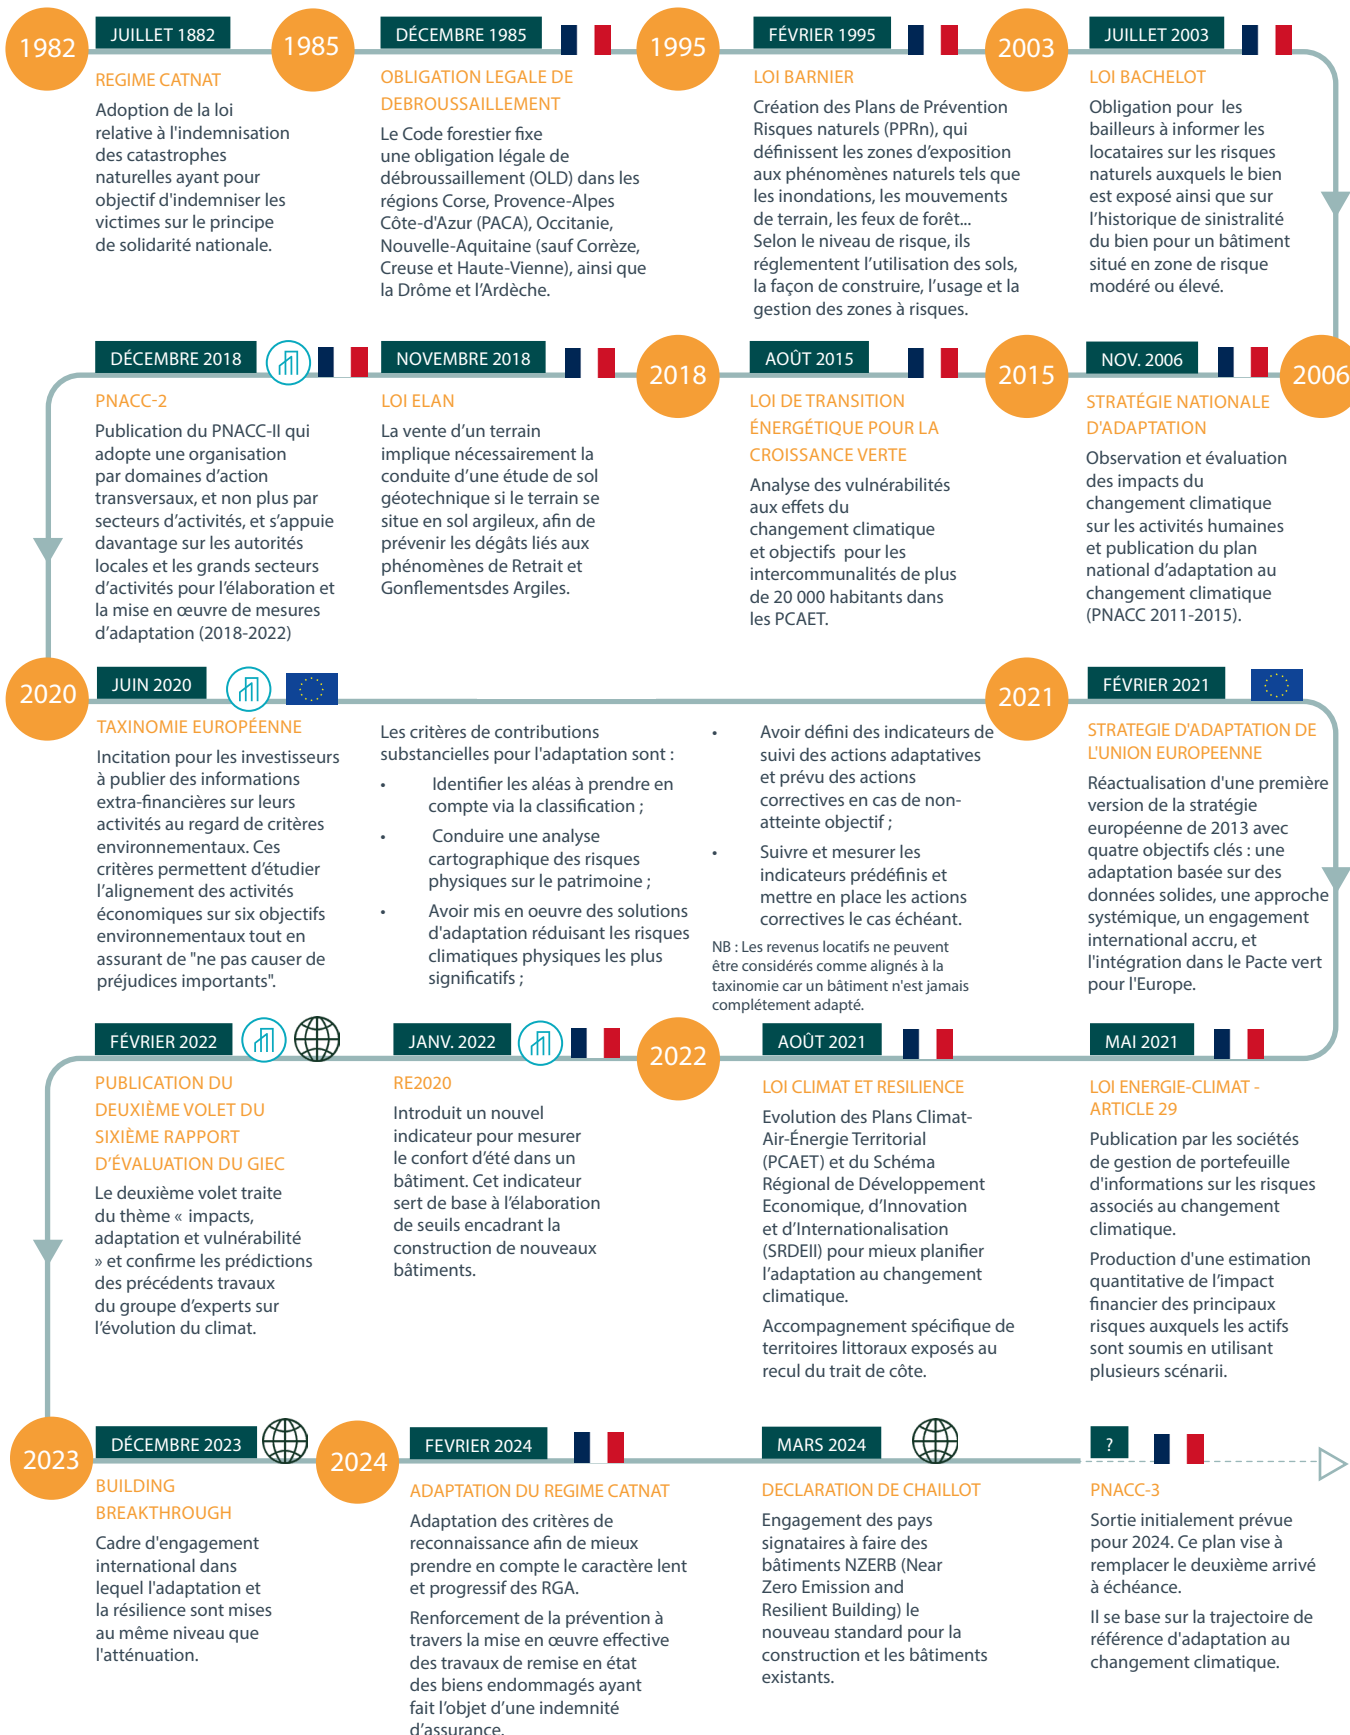 1982
JUILLET 1882
REGIME CATNAT
Adoption de la loi
relative à l'indemnisation
des catastrophes
naturelles ayant pour
objectif d'indemniser les
victimes sur le principe
de solidarité nationale.
1985
DÉCEMBRE 1985
OBLIGATION LEGALE DE
DEBROUSSAILLEMENT
Le Code forestier fixe
une obligation légale de
débroussaillement (OLD) dans les
régions Corse, Provence-Alpes
Côte-d'Azur (PACA), Occitanie,
Nouvelle-Aquitaine (sauf Corrèze,
Creuse et Haute-Vienne), ainsi que
la Drôme et l'Ardèche.
1995
FÉVRIER 1995
LOI BARNIER
Création des Plans de Prévention
Risques naturels (PPRn), qui
définissent les zones d'exposition
aux phénomènes naturels tels que
les inondations, les mouvements
de terrain, les feux de forêt...
Selon le niveau de risque, ils
réglementent l'utilisation des sols,
la façon de construire, l'usage et la
gestion des zones à risques.
2003
JUILLET 2003
LOI BACHELOT
Obligation pour les
bailleurs à informer les
locataires sur les risques
naturels auxquels le bien
est exposé ainsi que sur
l'historique de sinistralité
du bien pour un bâtiment
situé en zone de risque
modéré ou élevé.
2006
NOV. 2006
STRATÉGIE NATIONALE
D'ADAPTATION
Observation et évaluation
des impacts du
changement climatique
sur les activités humaines
et publication du plan
national d'adaptation au
changement climatique
(PNACC 2011-2015).
2015
AOÛT 2015
LOI DE TRANSITION
ÉNERGÉTIQUE POUR LA
CROISSANCE VERTE
Analyse des vulnérabilités
aux effets du
changement climatique
et objectifs pour les
intercommunalités de plus
de 20 000 habitants dans
les PCAET.
2018
NOVEMBRE 2018
LOI ELAN
La vente d'un terrain
implique nécessairement la
conduite d'une étude de sol
géotechnique si le terrain se
situe en sol argileux, afin de
prévenir les dégâts liés aux
phénomènes de Retrait et
Gonflementsdes Argiles.
DÉCEMBRE 2018
PNACC-2
Publication du PNACC-II qui
adopte une organisation
par domaines d'action
transversaux, et non plus par
secteurs d'activités, et s'appuie
davantage sur les autorités
locales et les grands secteurs
d'activités pour l'élaboration et
la mise en œuvre de mesures
d'adaptation (2018-2022)
2020
JUIN 2020
TAXINOMIE EUROPÉENNE
Incitation pour les investisseurs
à publier des informations
extra-financières sur leurs
activités au regard de critères
environnementaux. Ces
critères permettent d'étudier
l'alignement des activités
économiques sur six objectifs
environnementaux tout en
assurant de "ne pas causer de
préjudices importants".
Les critères de contributions
substancielles pour l'adaptation sont :
• Identifier les aléas à prendre en
compte via la classification ;
• Conduire une analyse
cartographique des risques
physiques sur le patrimoine ;
• Avoir mis en oeuvre des solutions
d'adaptation réduisant les risques
climatiques physiques les plus
significatifs ;
• Avoir défini des indicateurs de
suivi des actions adaptatives
et prévu des actions
correctives en cas de non-
atteinte objectif ;
• Suivre et mesurer les
indicateurs prédéfinis et
mettre en place les actions
correctives le cas échéant.
NB : Les revenus locatifs ne peuvent
être considérés comme alignés à la
taxinomie car un bâtiment n'est jamais
complétement adapté.
2021
FÉVRIER 2021
STRATEGIE D'ADAPTATION DE
L'UNION EUROPEENNE
Réactualisation d'une première
version de la stratégie
européenne de 2013 avec
quatre objectifs clés : une
adaptation basée sur des
données solides, une approche
systémique, un engagement
international accru, et
l'intégration dans le Pacte vert
pour l'Europe.
MAI 2021
LOI ENERGIE-CLIMAT -
ARTICLE 29
Publication par les sociétés
de gestion de portefeuille
d'informations sur les risques
associés au changement
climatique.
Production d'une estimation
quantitative de l'impact
financier des principaux
risques auxquels les actifs
sont soumis en utilisant
plusieurs scénarii.
AOÛT 2021
LOI CLIMAT ET RESILIENCE
Evolution des Plans Climat-
Air-Énergie Territorial
(PCAET) et du Schéma
Régional de Développement
Economique, d'Innovation
et d'Internationalisation
(SRDEII) pour mieux planifier
l'adaptation au changement
climatique.
Accompagnement spécifique de
territoires littoraux exposés au
recul du trait de côte.
2022
JANV. 2022
RE2020
Introduit un nouvel
indicateur pour mesurer
le confort d'été dans un
bâtiment. Cet indicateur
sert de base à l'élaboration
de seuils encadrant la
construction de nouveaux
bâtiments.
FÉVRIER 2022
PUBLICATION DU
DEUXIÈME VOLET DU
SIXIÈME RAPPORT
D'ÉVALUATION DU GIEC
Le deuxième volet traite
du thème « impacts,
adaptation et vulnérabilité
» et confirme les prédictions
des précédents travaux
du groupe d'experts sur
l'évolution du climat.
2023
DÉCEMBRE 2023
BUILDING
BREAKTHROUGH
Cadre d'engagement
international dans
lequel l'adaptation et
la résilience sont mises
au même niveau que
l'atténuation.
2024
FEVRIER 2024
ADAPTATION DU REGIME CATNAT
Adaptation des critères de
reconnaissance afin de mieux
prendre en compte le caractère lent
et progressif des RGA.
Renforcement de la prévention à
travers la mise en œuvre effective
des travaux de remise en état
des biens endommagés ayant
fait l'objet d'une indemnité
d'assurance.
MARS 2024
DECLARATION DE CHAILLOT
Engagement des pays
signataires à faire des
bâtiments NZERB (Near
Zero Emission and
Resilient Building) le
nouveau standard pour la
construction et les bâtiments
existants.
?
PNACC-3
Sortie initialement prévue
pour 2024. Ce plan vise à
remplacer le deuxième arrivé
à échéance.
Il se base sur la trajectoire de
référence d'adaptation au
changement climatique.